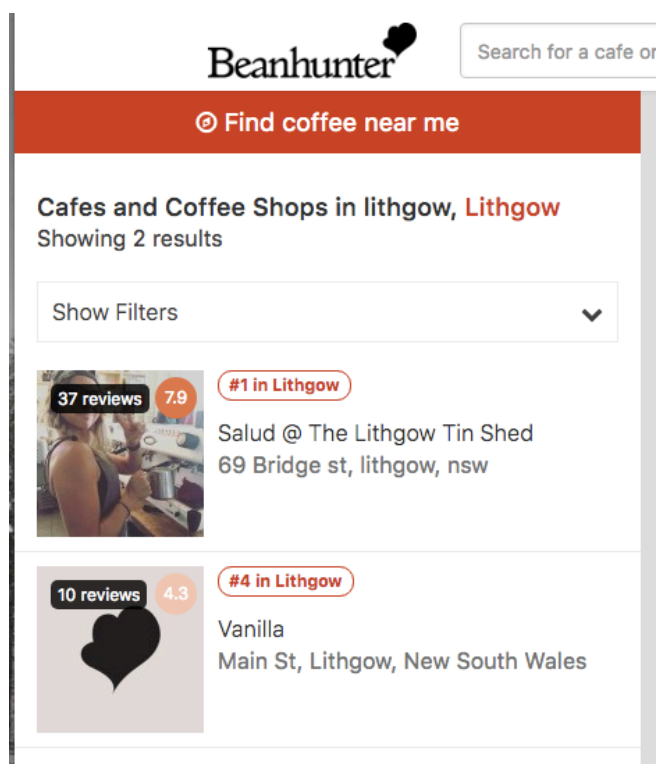 Beanhunter
Search for a cafe or
Find coffee near me
Cafes and Coffee Shops in lithgow, Lithgow
Showing 2 results
Show Filters
37 reviews
7.9
#1 in Lithgow
Salud @ The Lithgow Tin Shed
69 Bridge st, lithgow, nsw
10 reviews
4.3
#4 in Lithgow
Vanilla
Main St, Lithgow, New South Wales